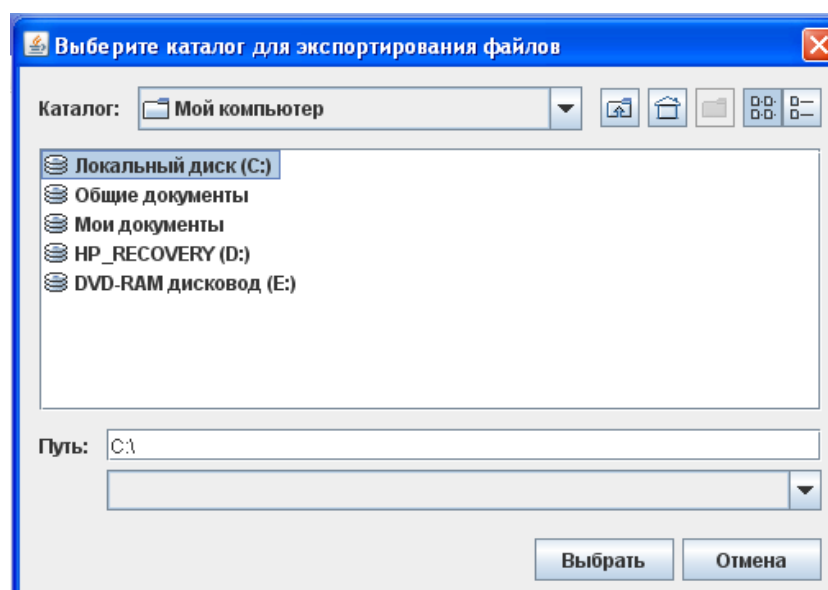 Выберите каталог для экспортирования файлов
Каталог: Мой компьютер
Локальный диск (C:)
Общие документы
Мои документы
HP_RECOVERY (D:)
DVD-RAM дисковод (E:)
Путь: C:\
Выбрать Отмена